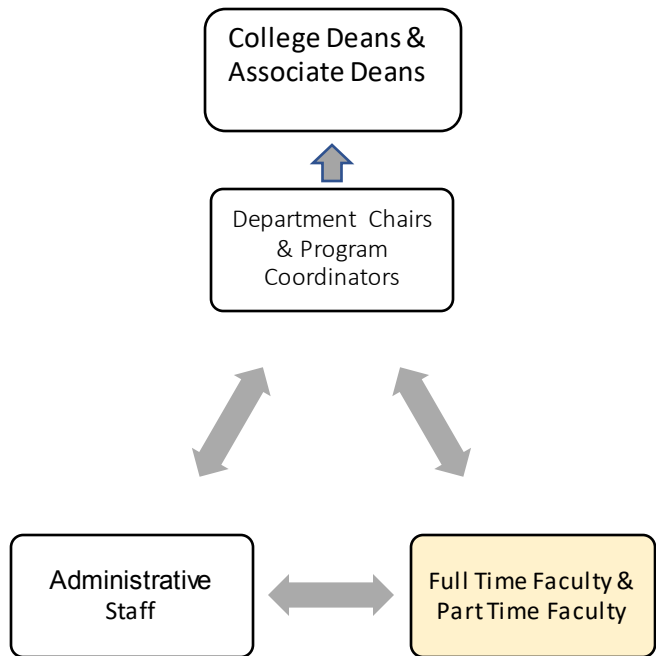 College Deans &
Associate Deans
Department Chairs
& Program
Coordinators
Administrative
Staff
Full Time Faculty &
Part Time Faculty